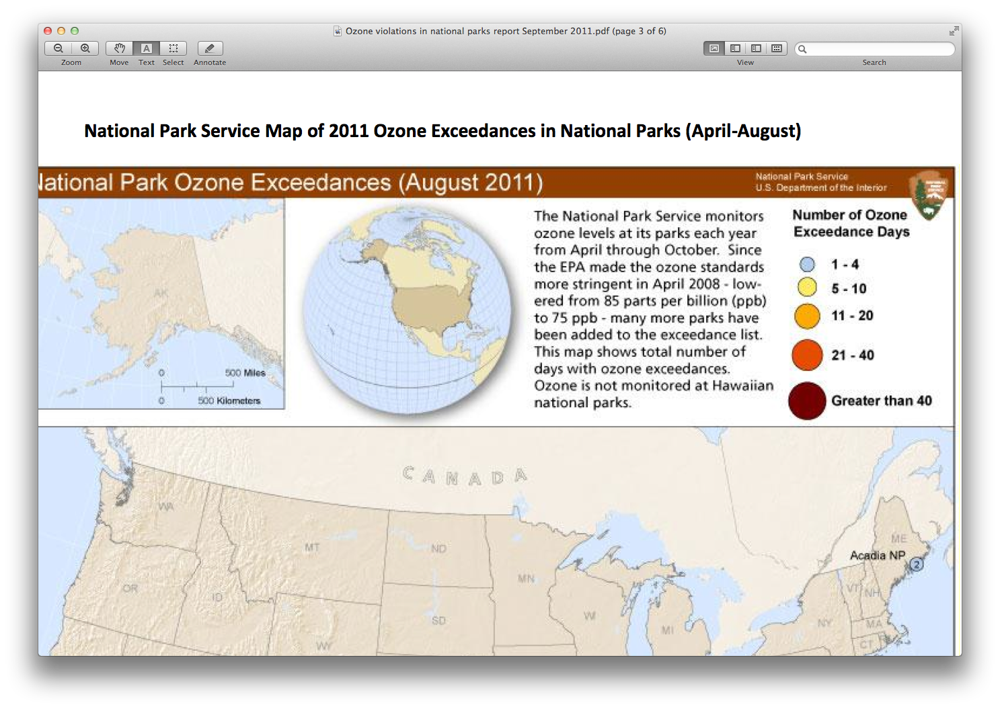 Ozone violations in national parks report September 2011.pdf (page 3 of 6)
Zoom
Move
Text
Select
Annotate
View
Search
National Park Service Map of 2011 Ozone Exceedances in National Parks (April-August)
National Park Ozone Exceedances (August 2011)
National Park Service
U.S. Department of the Interior
NATIONAL
PARK
SERVICE
AK
0 500 Miles
0 500 Kilometers
The National Park Service monitors
ozone levels at its parks each year
from April through October. Since
the EPA made the ozone standards
more stringent in April 2008 - low-
ered from 85 parts per billion (ppb)
to 75 ppb - many more parks have
been added to the exceedance list.
This map shows total number of
days with ozone exceedances.
Ozone is not monitored at Hawaiian
national parks.
Number of Ozone
Exceedance Days
1 - 4
5 - 10
11 - 20
21 - 40
Greater than 40
CANADA
WA
MT
ND
MN
OR
ID
SD
WY
WI
MI
ME
Acadia NP
2
VT
NH
NY
MA
CT
RI